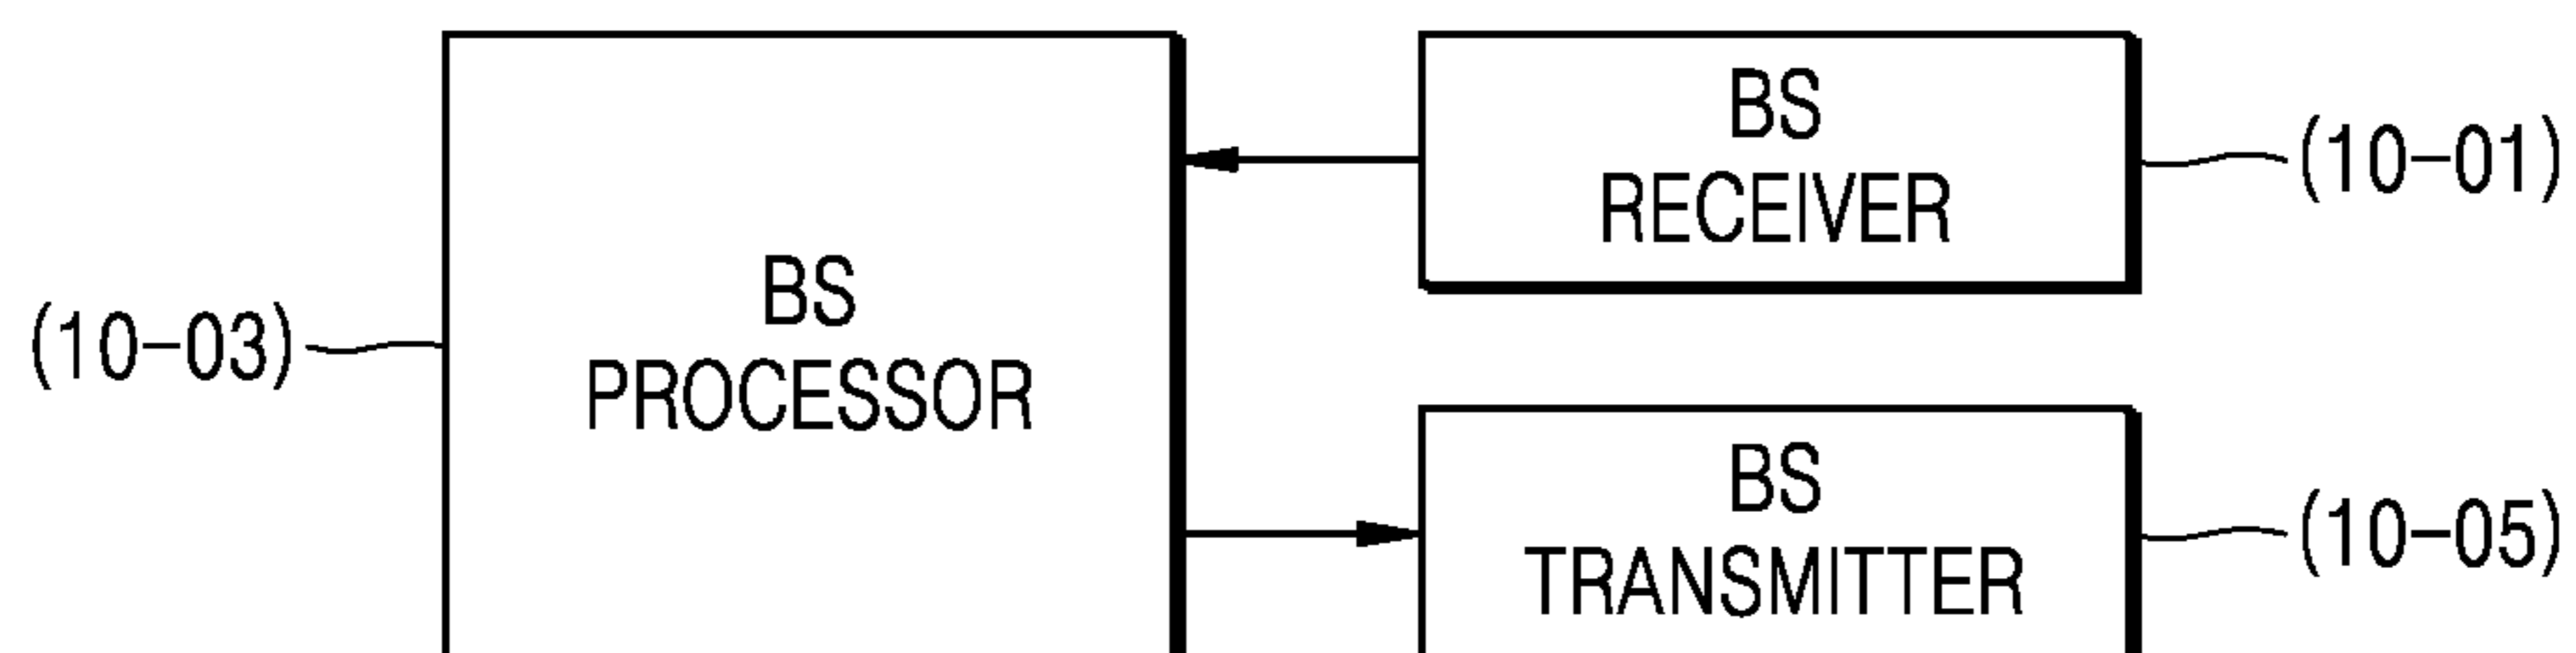 BS
RECEIVER
(10-01)
BS
PROCESSOR
(10-03)
BS
TRANSMITTER
(10-05)